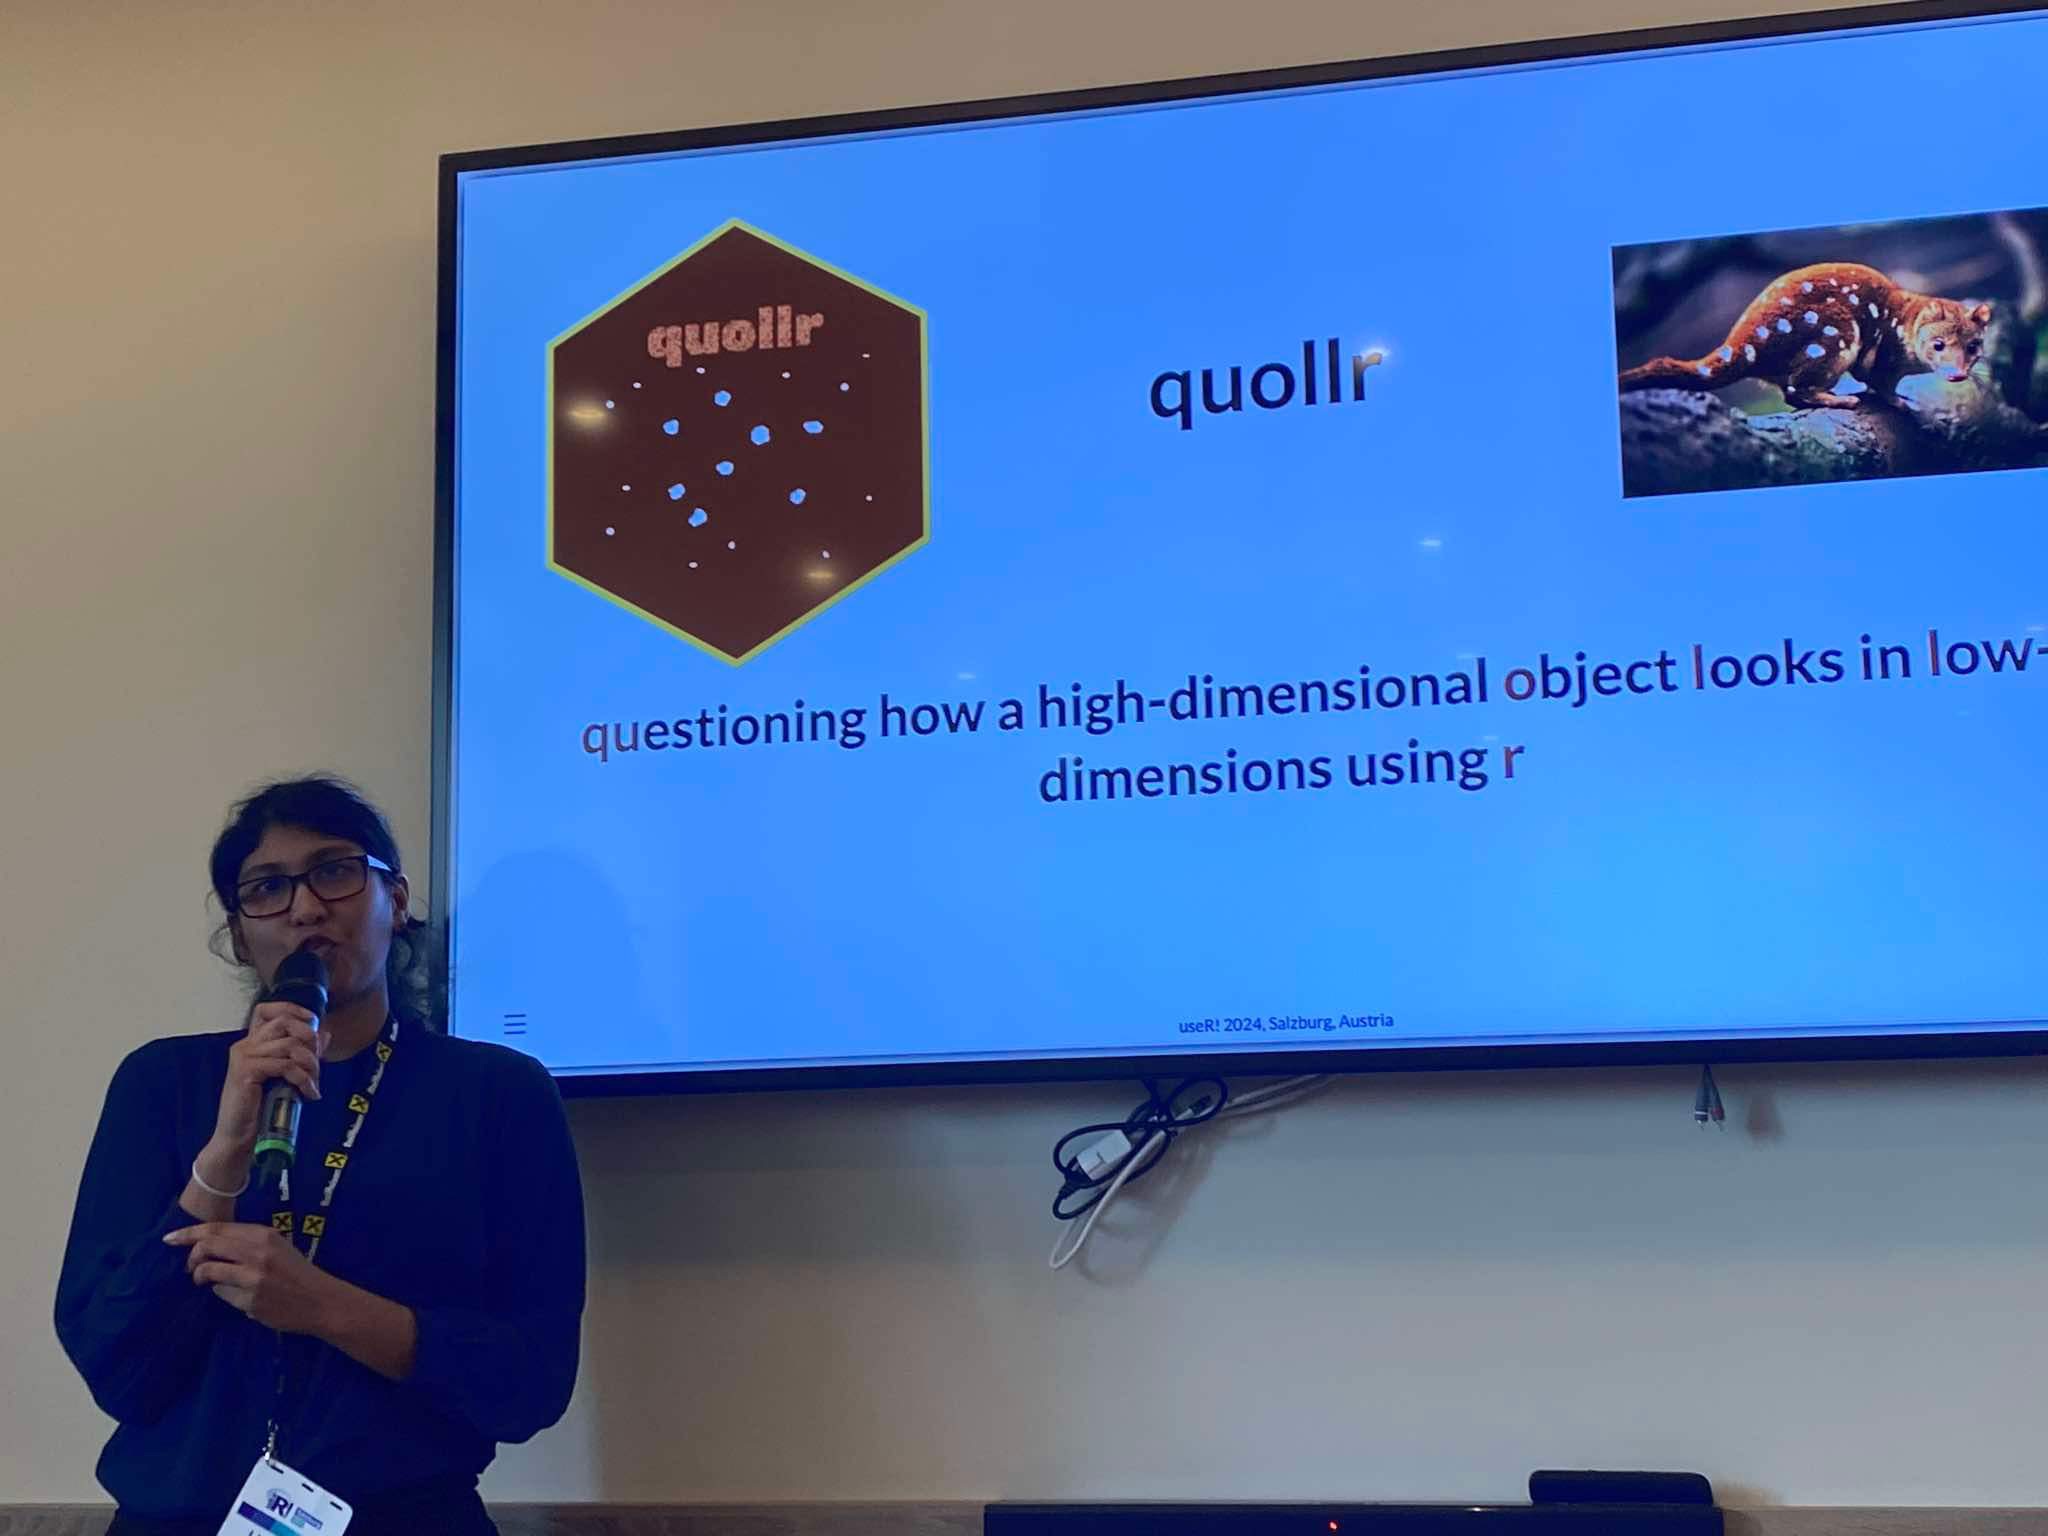 quollr
quollr
questioning how a high-dimensional object looks in low-
dimensions using r
useR! 2024, Salzburg, Austria
R!